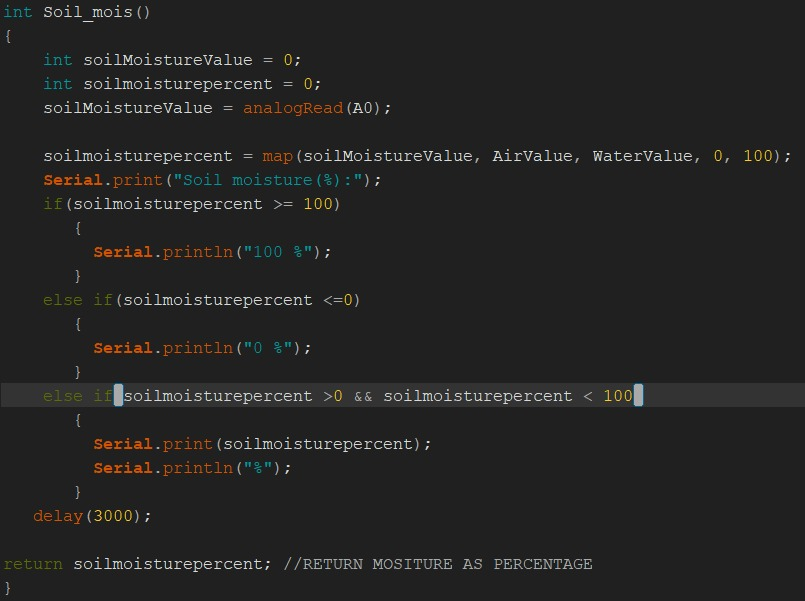 int Soil_mois()
{
    int soilMoistureValue = 0;
    int soilmoisturepercent = 0;
    soilMoistureValue = analogRead(A0);

    soilmoisturepercent = map(soilMoistureValue, AirValue, WaterValue, 0, 100);
    Serial.print("Soil moisture(%):");
    if(soilmoisturepercent >= 100)
       {
         Serial.println("100 %");
       }
    else if(soilmoisturepercent <=0)
       {
         Serial.println("0 %");
       }
    else if(soilmoisturepercent >0 && soilmoisturepercent < 100)
       {
         Serial.print(soilmoisturepercent);
         Serial.println("%");
       }
   delay(3000);

return soilmoisturepercent; //RETURN MOSITURE AS PERCENTAGE
}